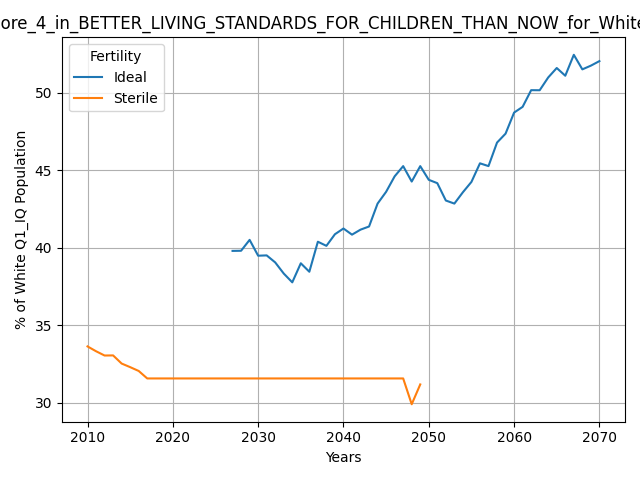 ore_4_in_BETTER_LIVING_STANDARDS_FOR_CHILDREN_THAN_NOW_for_White
Fertility
Ideal
Sterile
% of White Q1_IQ Population
50
45
40
35
30
2010 2020 2030 2040 2050 2060 2070
Years